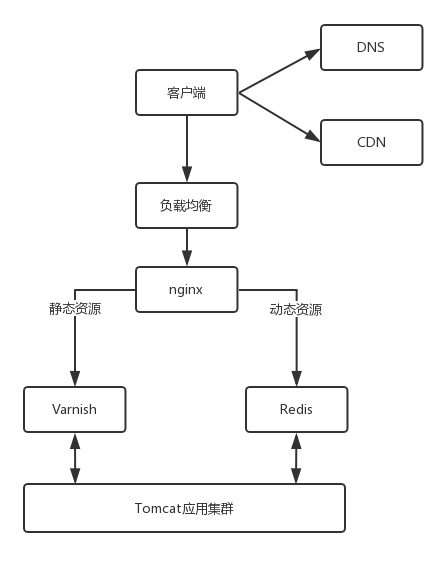 DNS
客户端
CDN
负载均衡
nginx
静态资源
动态资源
Varnish
Redis
Tomcat应用集群